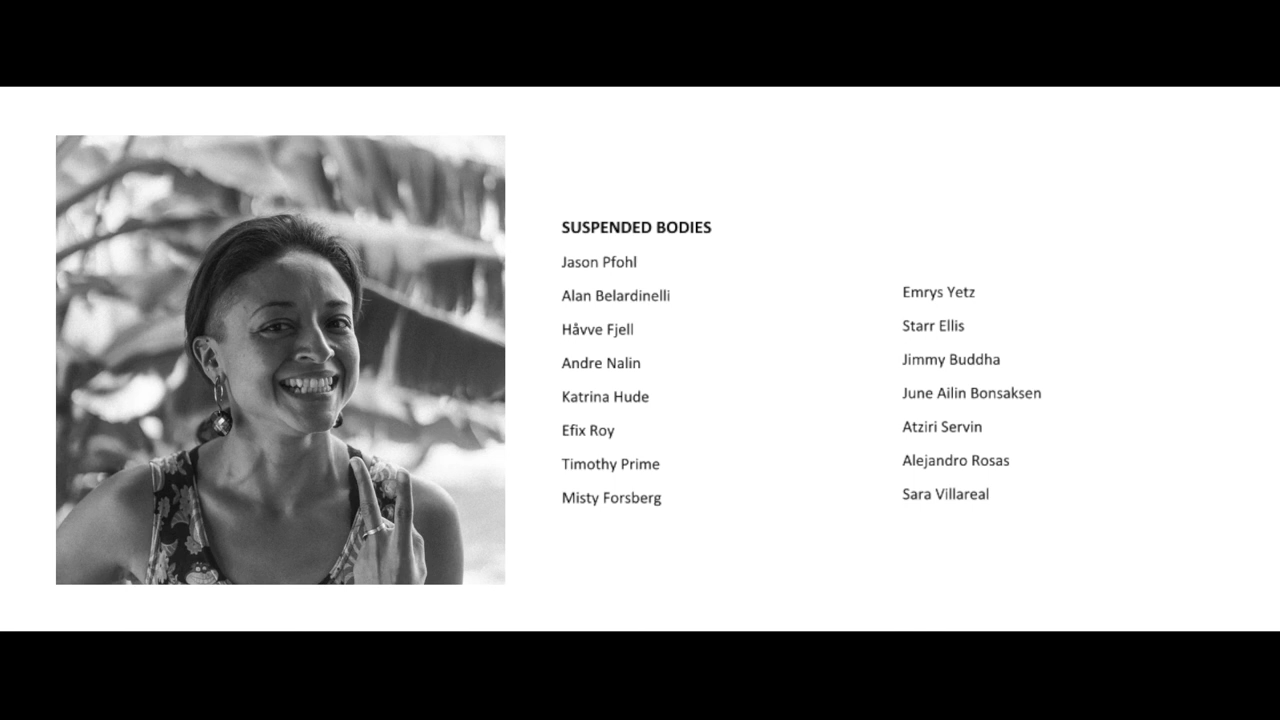 SUSPENDED BODIES
Jason Pfohl
Alan Belardinelli
Håvve Fjell
Andre Nalin
Katrina Hude
Efix Roy
Timothy Prime
Misty Forsberg
Emrys Yetz
Starr Ellis
Jimmy Buddha
June Ailin Bonsaksen
Atziri Servin
Alejandro Rosas
Sara Villareal